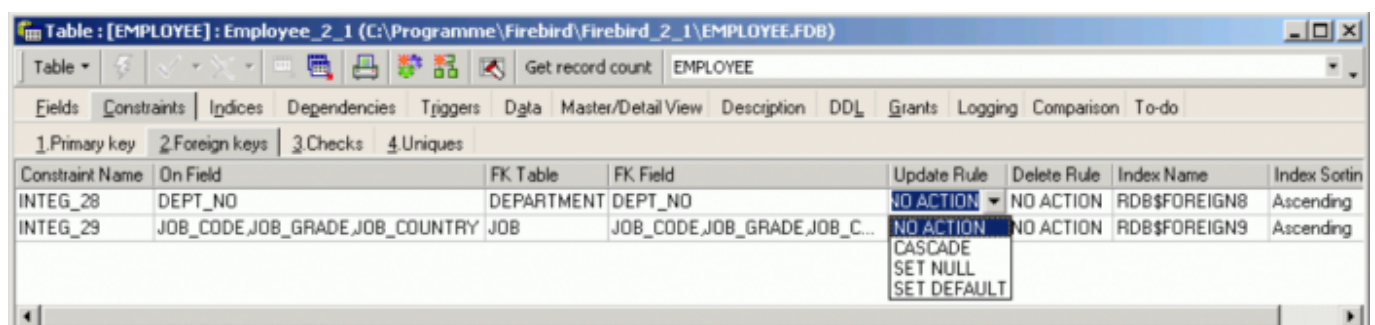 Table : [EMPLOYEE] : Employee_2_1 (C:\Programme\Firebird\Firebird_2_1\EMPLOYEE.FDB)
Table Get record count EMPLOYEE
Fields Constraints Indices Dependencies Triggers Data Master/Detail View Description DDL Grants Logging Comparison To-do
1.Primary key 2.Foreign keys 3.Checks 4.Uniques
Constraint Name On Field FK Table FK Field Update Rule Delete Rule Index Name Index Sortin
INTEG_28 DEPT_NO DEPARTMENT DEPT_NO NO ACTION NO ACTION RDB$FOREIGN8 Ascending
INTEG_29 JOB_CODE,JOB_GRADE,JOB_COUNTRY JOB JOB_CODE,JOB_GRADE,JOB_C... NO ACTION NO ACTION RDB$FOREIGN9 Ascending
CASCADE
SET NULL
SET DEFAULT